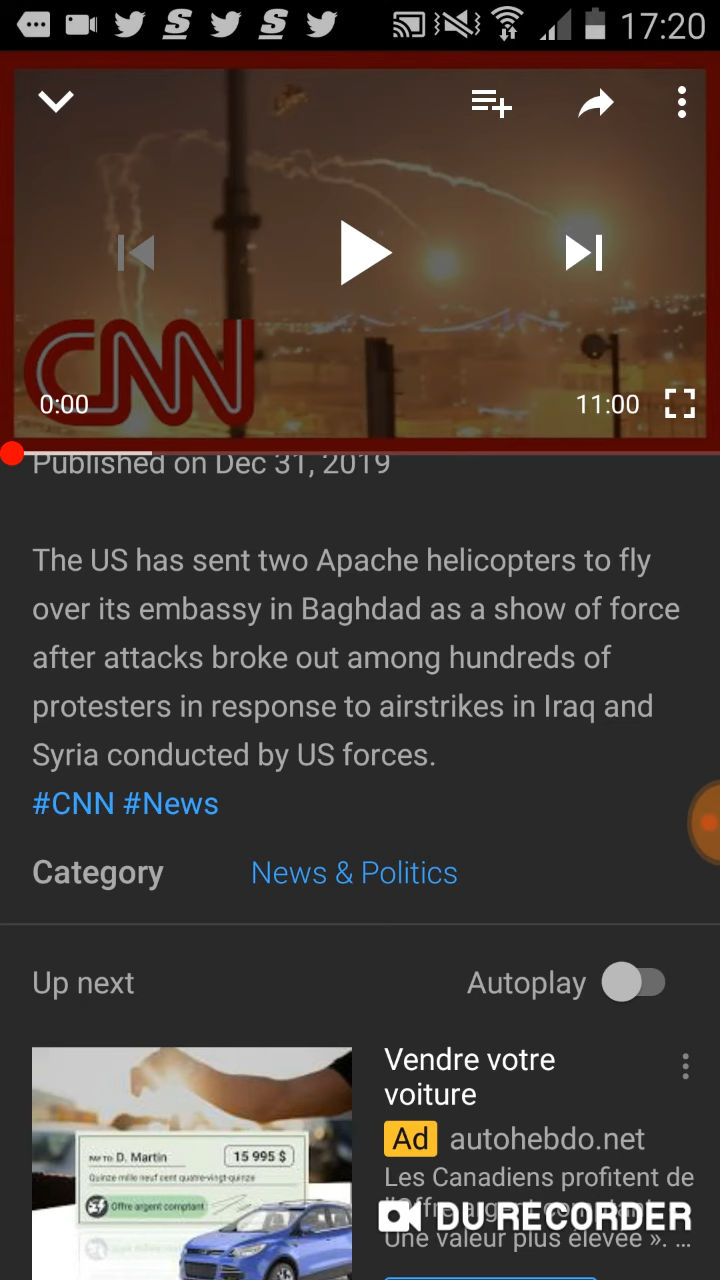 17:20
CNN
0:00
11:00
Published on Dec 31, 2019
The US has sent two Apache helicopters to fly
over its embassy in Baghdad as a show of force
after attacks broke out among hundreds of
protesters in response to airstrikes in Iraq and
Syria conducted by US forces.
#CNN #News
Category News & Politics
Up next Autoplay
Vendre votre
voiture
Ad autohebdo.net
Les Canadiens profitent de
Une valeur plus élevée ». ...
PAY TO: D. Martin 15 995 $
Quinze mille neuf cent quatre-vingt-quinze
Offre argent comptant
DU RECORDER